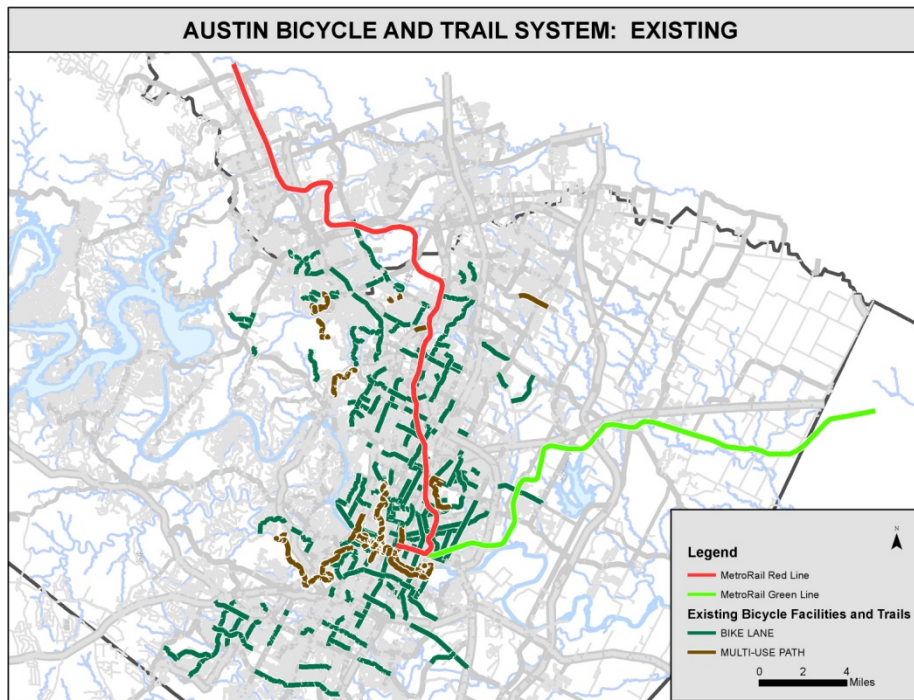 AUSTIN BICYCLE AND TRAIL SYSTEM: EXISTING
N
Legend
MetroRail Red Line
MetroRail Green Line
Existing Bicycle Facilities and Trails
BIKE LANE
MULTI-USE PATH
0 2 4
Miles